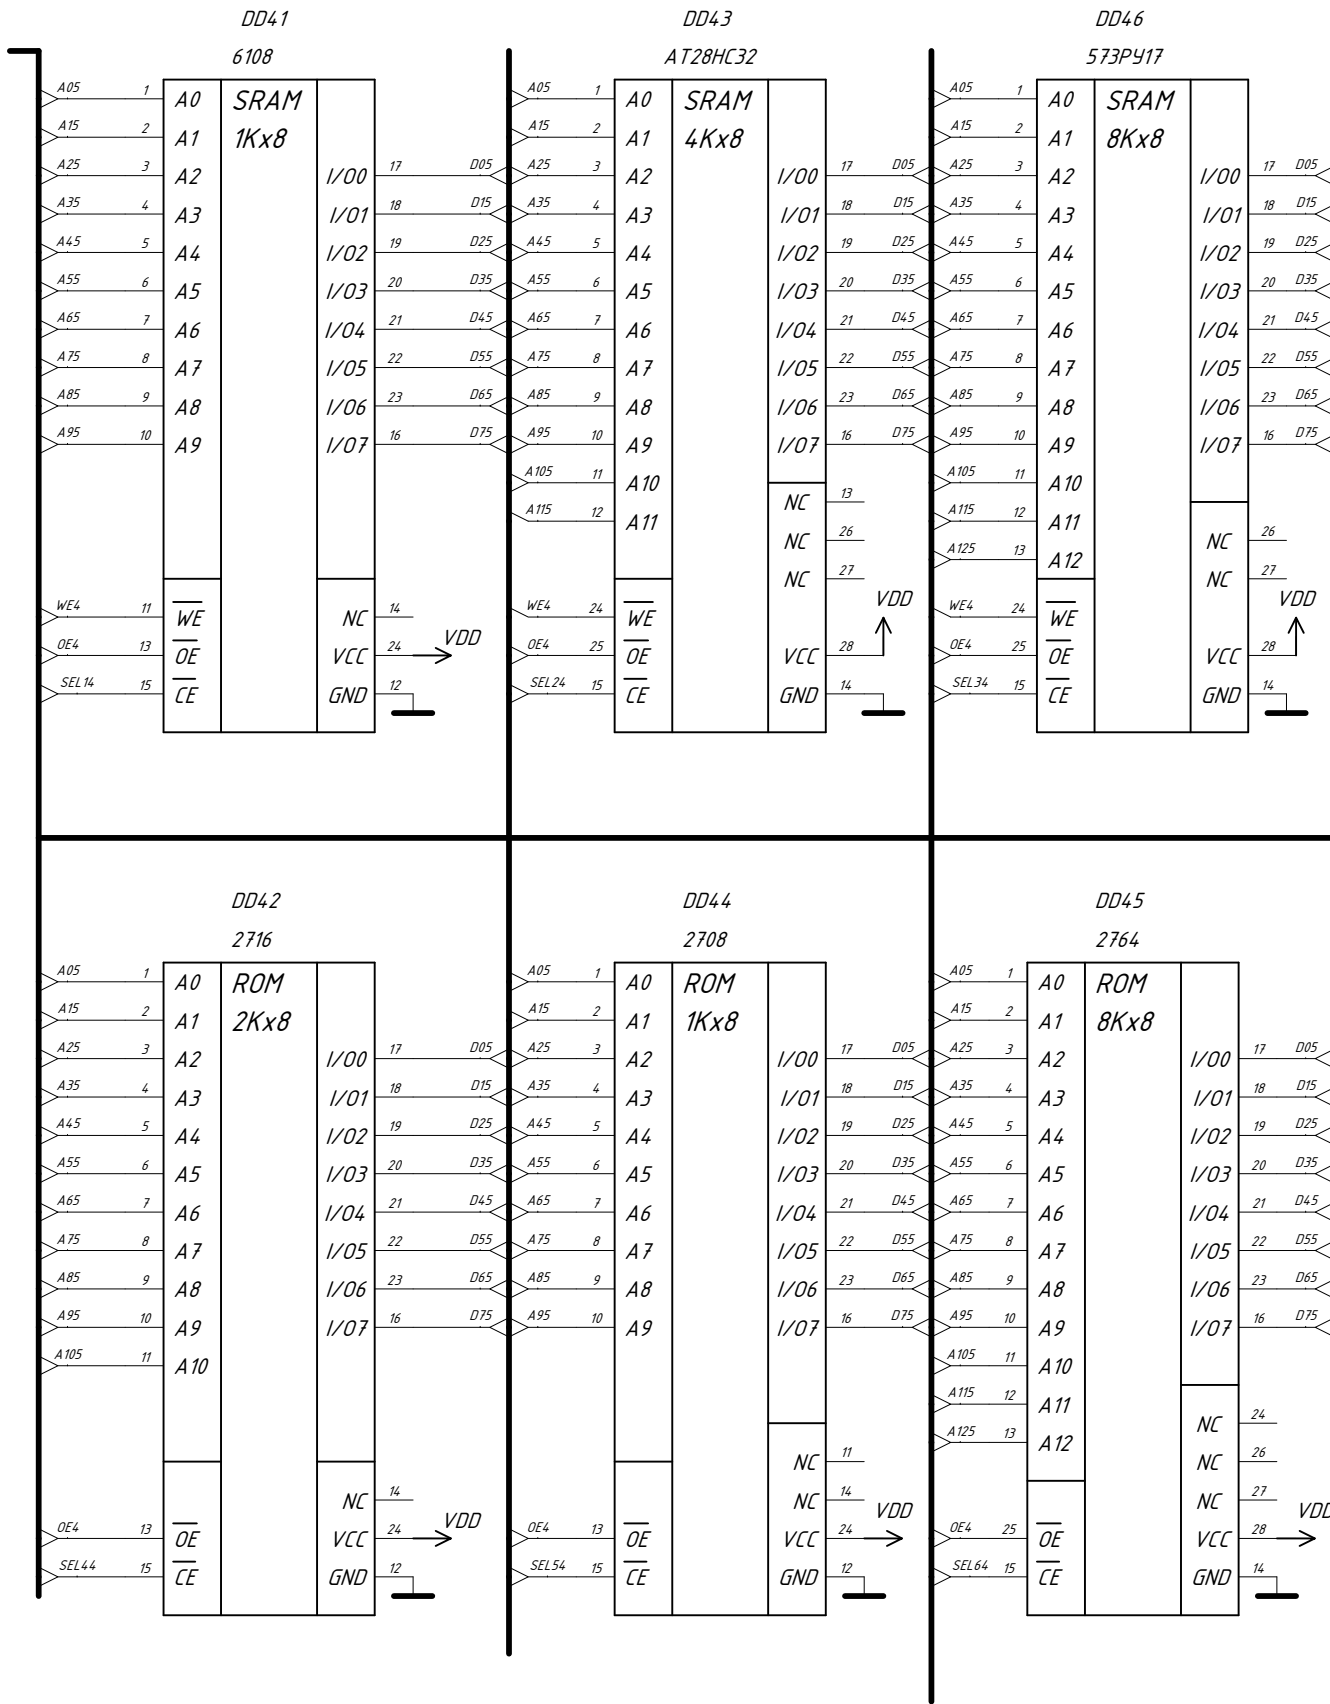 DD41
6108
A05 1 A0 SRAM
A15 2 A1 1Kx8
A25 3 A2 I/O0 17 D05
A35 4 A3 I/O1 18 D15
A45 5 A4 I/O2 19 D25
A55 6 A5 I/O3 20 D35
A65 7 A6 I/O4 21 D45
A75 8 A7 I/O5 22 D55
A85 9 A8 I/O6 23 D65
A95 10 A9 I/O7 16 D75
WE4 11 WE NC 14
OE4 13 OE VCC 24 VDD
SEL14 15 CE GND 12
DD43
AT28HC32
A05 1 A0 SRAM
A15 2 A1 4Kx8
A25 3 A2 I/O0 17 D05
A35 4 A3 I/O1 18 D15
A45 5 A4 I/O2 19 D25
A55 6 A5 I/O3 20 D35
A65 7 A6 I/O4 21 D45
A75 8 A7 I/O5 22 D55
A85 9 A8 I/O6 23 D65
A95 10 A9 I/O7 16 D75
A105 11 A10
NC 13
A115 12 A11
NC 26
NC 27
VDD
WE4 24 WE
OE4 25 OE VCC 28
SEL24 15 CE GND 14
DD46
573РУ17
A05 1 A0 SRAM
A15 2 A1 8Kx8
A25 3 A2 I/O0 17 D05
A35 4 A3 I/O1 18 D15
A45 5 A4 I/O2 19 D25
A55 6 A5 I/O3 20 D35
A65 7 A6 I/O4 21 D45
A75 8 A7 I/O5 22 D55
A85 9 A8 I/O6 23 D65
A95 10 A9 I/O7 16 D75
A105 11 A10
A115 12 A11
NC 26
A125 13 A12
NC 27
VDD
WE4 24 WE
OE4 25 OE VCC 28
SEL34 15 CE GND 14
DD42
2716
A05 1 A0 ROM
A15 2 A1 2Kx8
A25 3 A2 I/O0 17 D05
A35 4 A3 I/O1 18 D15
A45 5 A4 I/O2 19 D25
A55 6 A5 I/O3 20 D35
A65 7 A6 I/O4 21 D45
A75 8 A7 I/O5 22 D55
A85 9 A8 I/O6 23 D65
A95 10 A9 I/O7 16 D75
A105 11 A10
NC 14
OE4 13 OE VCC 24 VDD
SEL44 15 CE GND 12
DD44
2708
A05 1 A0 ROM
A15 2 A1 1Kx8
A25 3 A2 I/O0 17 D05
A35 4 A3 I/O1 18 D15
A45 5 A4 I/O2 19 D25
A55 6 A5 I/O3 20 D35
A65 7 A6 I/O4 21 D45
A75 8 A7 I/O5 22 D55
A85 9 A8 I/O6 23 D65
A95 10 A9 I/O7 16 D75
NC 11
NC 14
OE4 13 OE VCC 24 VDD
SEL54 15 CE GND 12
DD45
2764
A05 1 A0 ROM
A15 2 A1 8Kx8
A25 3 A2 I/O0 17 D05
A35 4 A3 I/O1 18 D15
A45 5 A4 I/O2 19 D25
A55 6 A5 I/O3 20 D35
A65 7 A6 I/O4 21 D45
A75 8 A7 I/O5 22 D55
A85 9 A8 I/O6 23 D65
A95 10 A9 I/O7 16 D75
A105 11 A10
A115 12 A11
NC 24
A125 13 A12
NC 26
NC 27
OE4 25 OE VCC 28 VDD
SEL64 15 CE GND 14